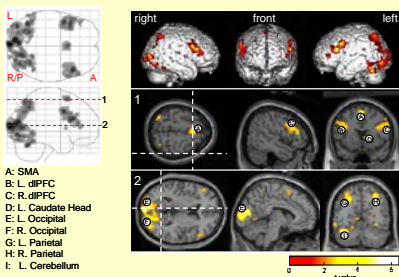 right front left
L
R/P A
1
2
1
A
C
A
B
C
D
2
E
F
E
G
H
I
A: SMA
B: L. dlPFC
C: R. dlPFC
D: L. Caudate Head
E: L. Occipital
F: R. Occipital
G: L. Parietal
H: R. Parietal
I: L. Cerebellum
0 2 4 6